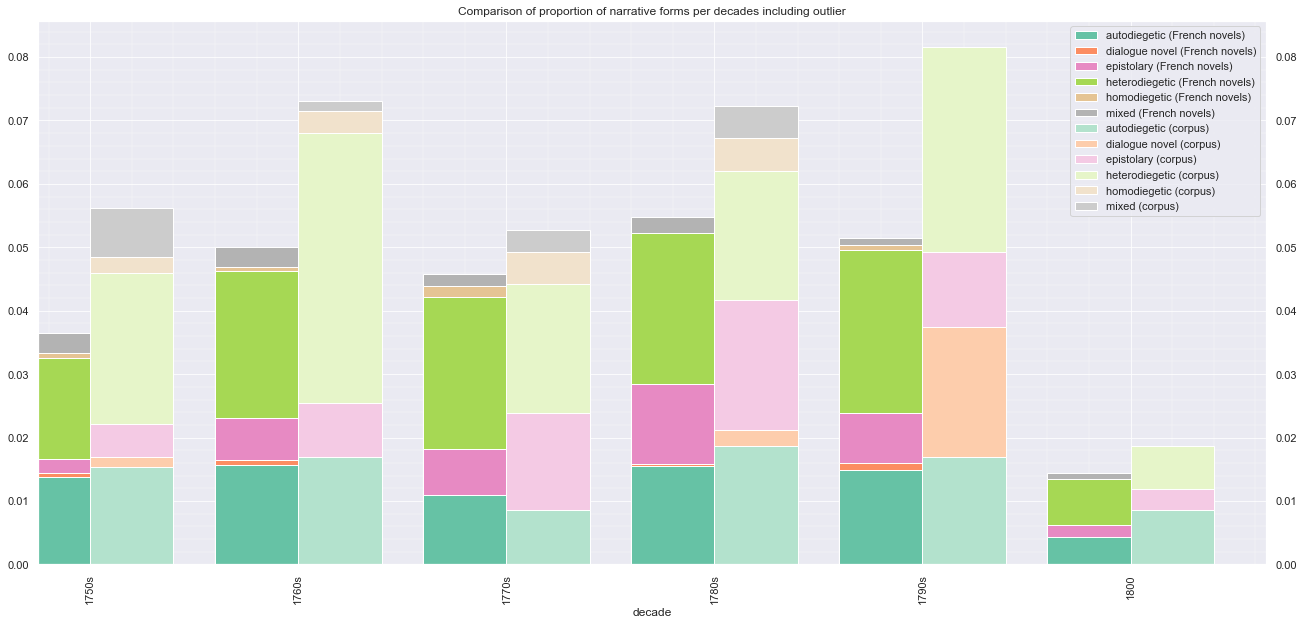 Comparison of proportion of narrative forms per decades including outlier
autodiegetic (French novels)
dialogue novel (French novels)
epistolary (French novels)
heterodiegetic (French novels)
homodiegetic (French novels)
mixed (French novels)
autodiegetic (corpus)
dialogue novel (corpus)
epistolary (corpus)
heterodiegetic (corpus)
homodiegetic (corpus)
mixed (corpus)
0.08
0.07
0.06
0.05
0.04
0.03
0.02
0.01
0.00
0.08
0.07
0.06
0.05
0.04
0.03
0.02
0.01
0.00
1750s
1760s
1770s
1780s
1790s
1800
decade